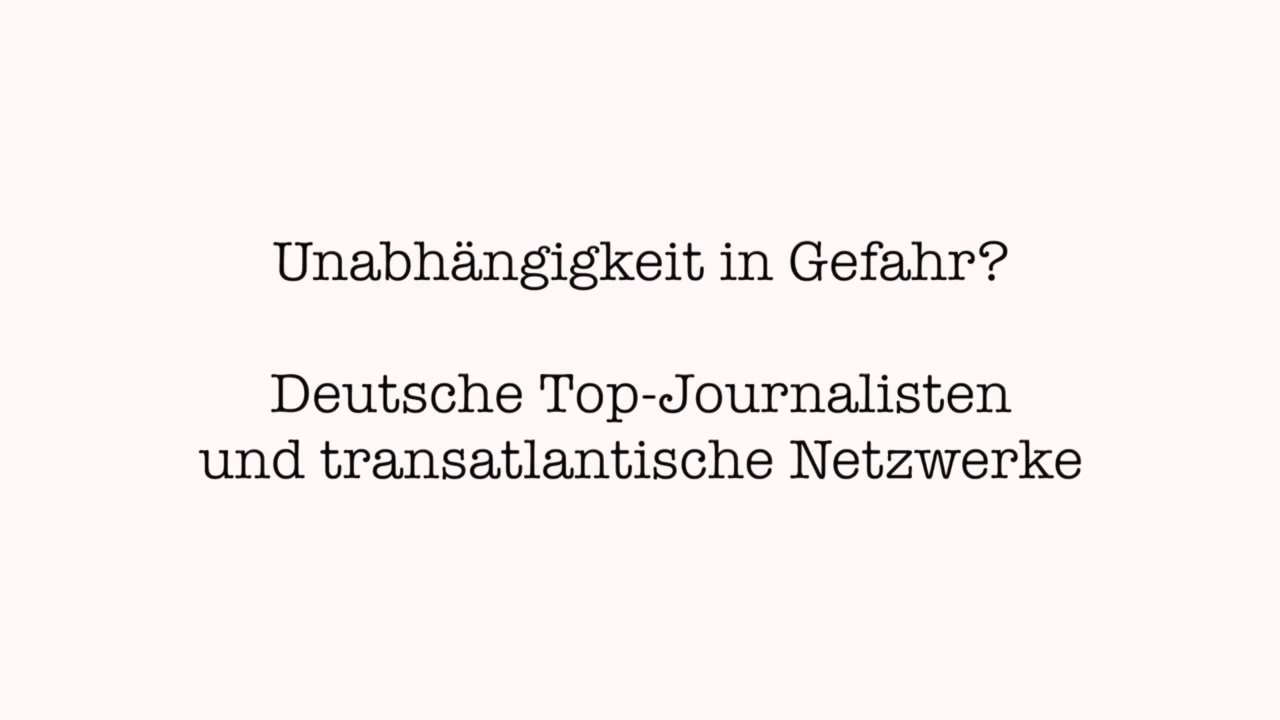 Unabhängigkeit in Gefahr?
Deutsche Top-Journalisten
und transatlantische Netzwerke